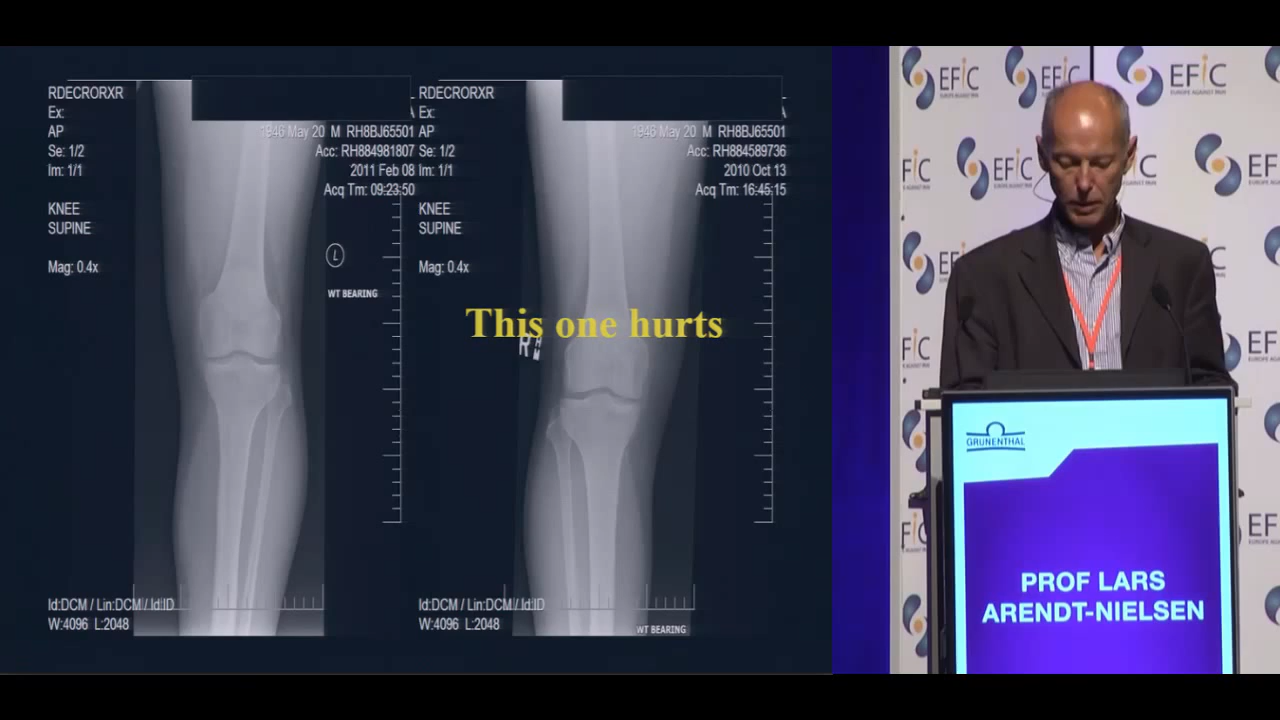 RDECRORXR
Ex:
AP
Se: 1/2
Im: 1/1
KNEE
SUPINE
Mag: 0.4x
1946 May 20 M RH8BJ65501
Acc: RH884981807
2011 Feb 08
Acq Tm: 09:23:50
L
WT BEARING
Id:DCM / Lin:DCM / Id:ID
W:4096 L:2048
RDECRORXR
Ex:
AP
Se: 1/2
Im: 1/1
KNEE
SUPINE
Mag: 0.4x
A
1946 May 20 M RH8BJ65501
Acc: RH884589736
2010 Oct 13
Acq Tm: 16:45:15
This one hurts
R
WT BEARING
Id:DCM / Lin:DCM / Id:ID
W:4096 L:2048
EFiC
EUROPE AGAINST PAIN
GRÜNENTHAL
PROF LARS
ARENDT-NIELSEN